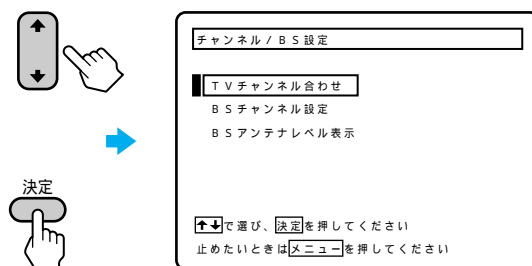 チャンネル/BS設定
TVチャンネル合わせ
BSチャンネル設定
BSアンテナレベル表示
決定
↑↓で選び、決定を押してください
止めたいときはメニューを押してください